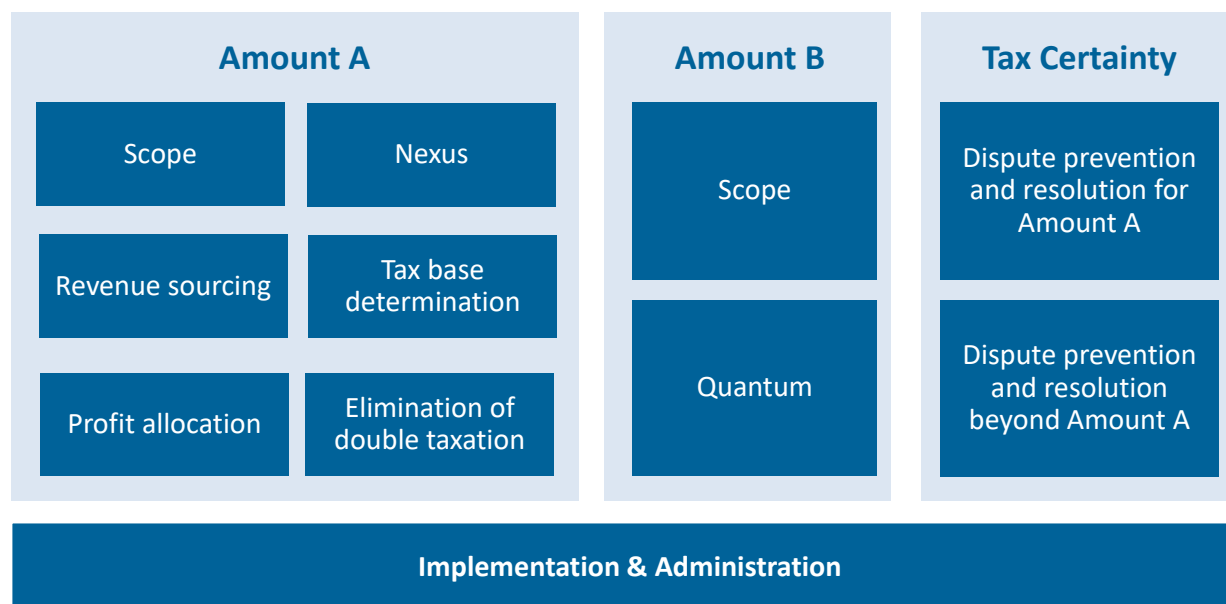 Amount A
Scope
Nexus
Revenue sourcing
Tax base
determination
Profit allocation
Elimination of
double taxation
Amount B
Scope
Quantum
Tax Certainty
Dispute prevention
and resolution for
Amount A
Dispute prevention
and resolution
beyond Amount A
Implementation & Administration